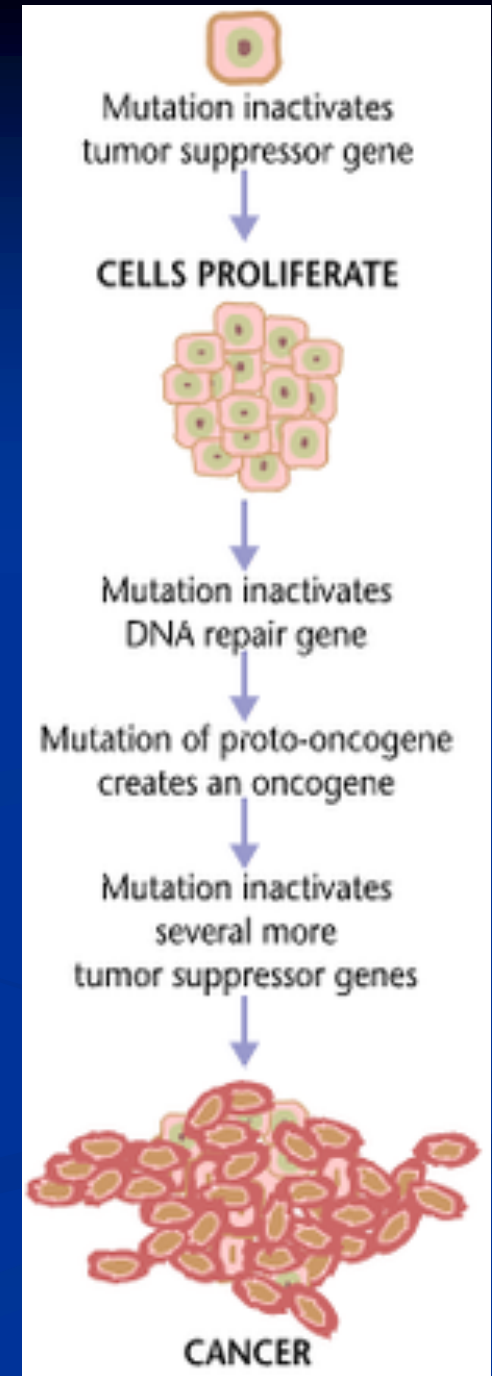 Mutation inactivates
tumor suppressor gene
CELLS PROLIFERATE
Mutation inactivates
DNA repair gene
Mutation of proto-oncogene
creates an oncogene
Mutation inactivates
several more
tumor suppressor genes
CANCER